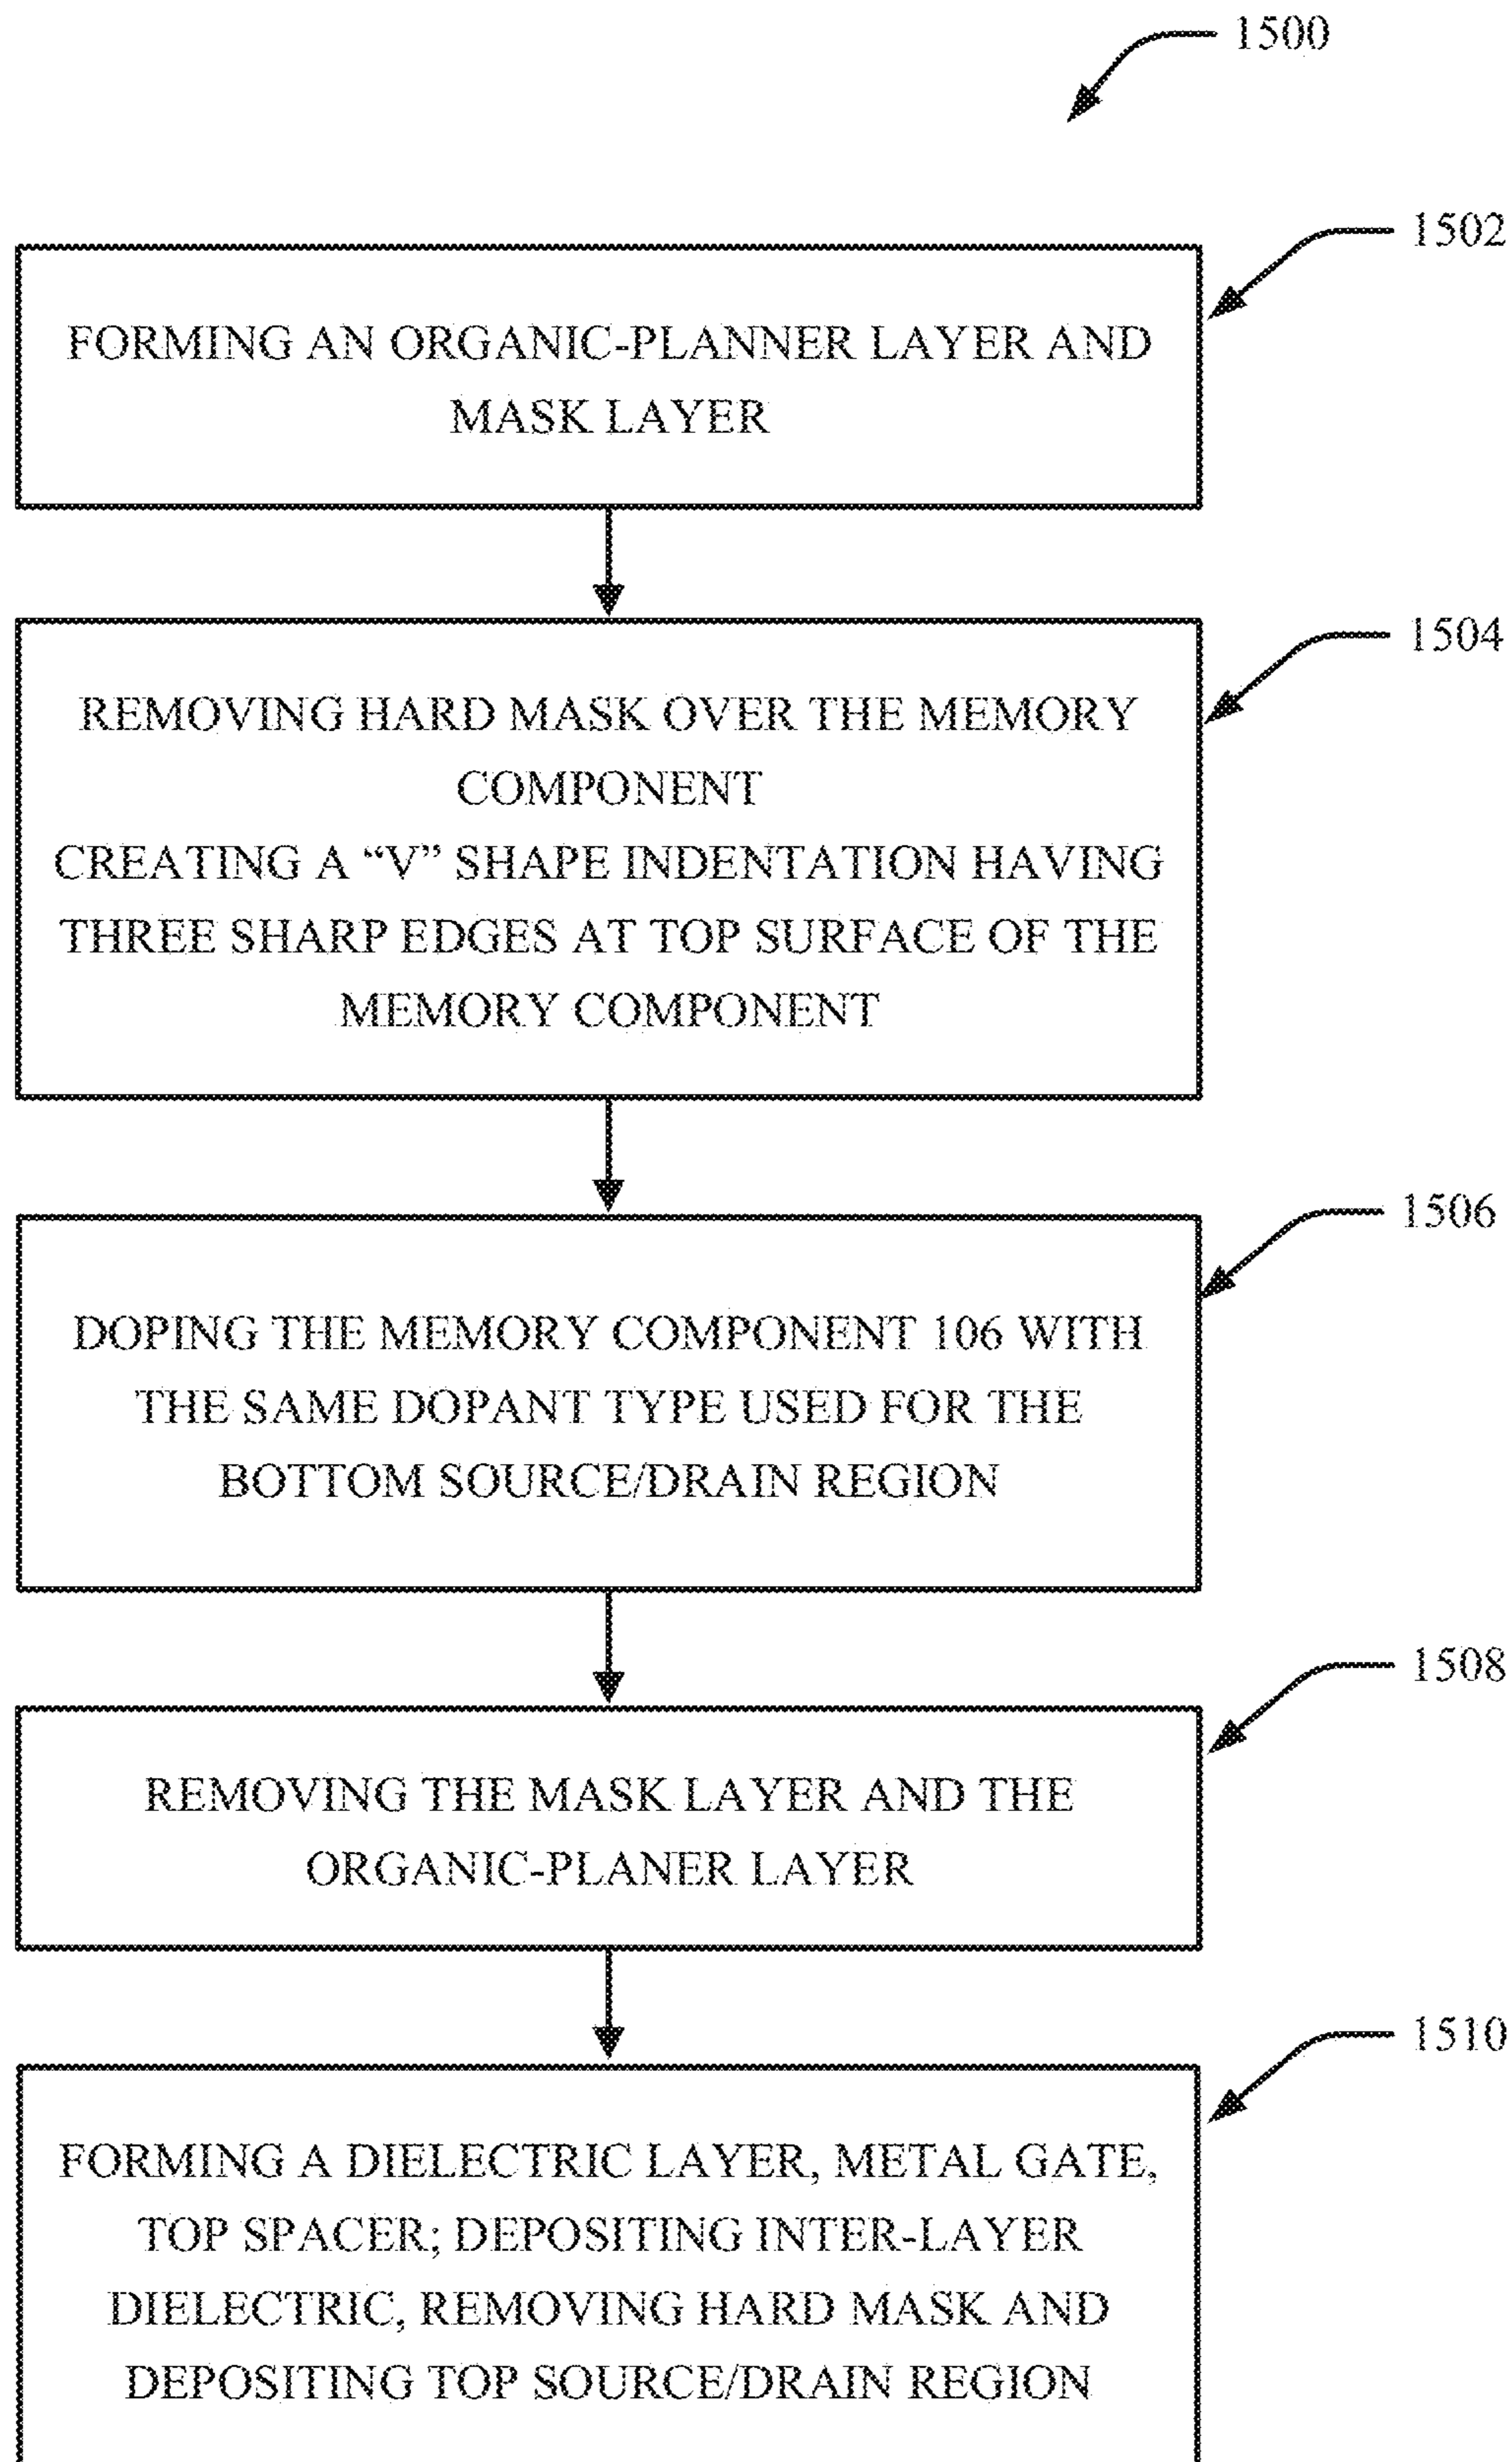 1500
1502
FORMING AN ORGANIC-PLANNER LAYER AND
MASK LAYER
1504
REMOVING HARD MASK OVER THE MEMORY
COMPONENT
CREATING A “V” SHAPE INDENTATION HAVING
THREE SHARP EDGES AT TOP SURFACE OF THE
MEMORY COMPONENT
1506
DOPING THE MEMORY COMPONENT 106 WITH
THE SAME DOPANT TYPE USED FOR THE
BOTTOM SOURCE/DRAIN REGION
1508
REMOVING THE MASK LAYER AND THE
ORGANIC-PLANER LAYER
1510
FORMING A DIELECTRIC LAYER, METAL GATE,
TOP SPACER; DEPOSITING INTER-LAYER
DIELECTRIC, REMOVING HARD MASK AND
DEPOSITING TOP SOURCE/DRAIN REGION